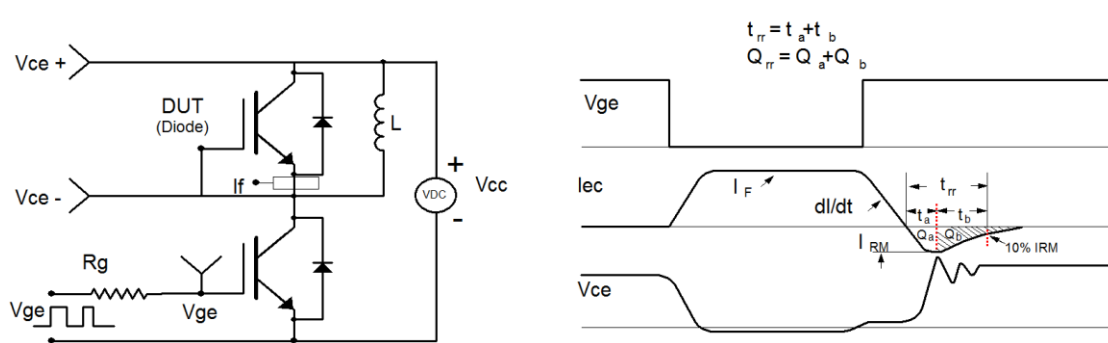 Vce +
DUT
(Diode)
L
+
VDC
Vcc
-
If
Vce -
Rg
Vge
Vge
t rr = t a + t b
Q rr = Q a + Q b
Vge
Iec
I F
dI/dt
t rr
t a
t b
Q a
Q b
I RM
10% IRM
Vce